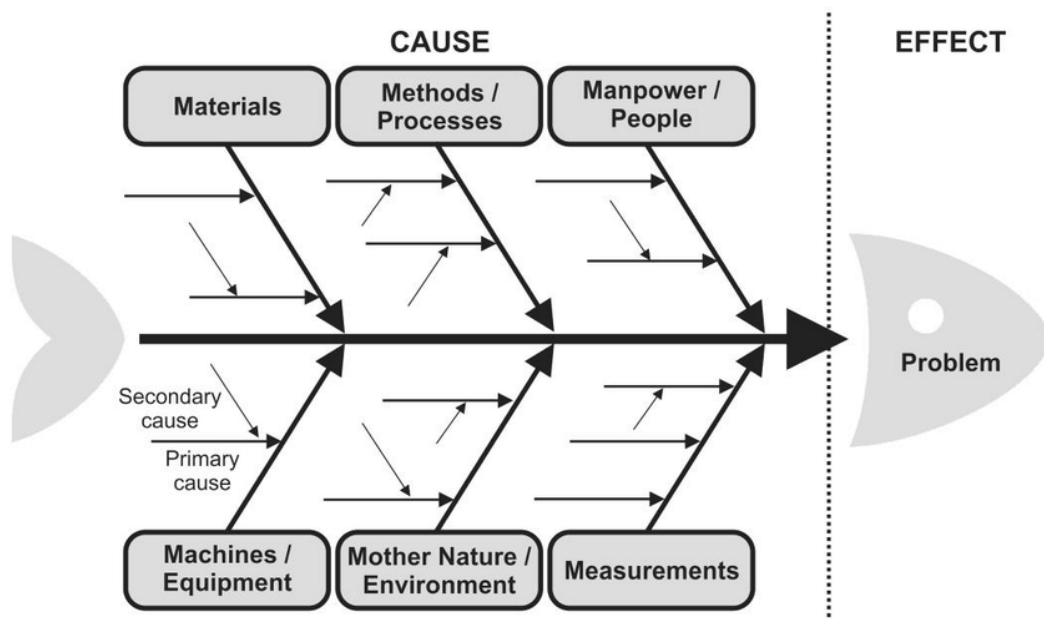 CAUSE
EFFECT
Materials
Methods /
Processes
Manpower /
People
Problem
Secondary
cause
Primary
cause
Machines /
Equipment
Mother Nature /
Environment
Measurements